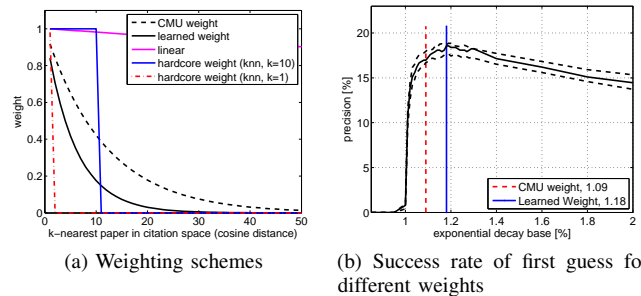 CMU weight
learned weight
linear
hardcore weight (knn, k=10)
hardcore weight (knn, k=1)
weight
1
0.8
0.6
0.4
0.2
0
10
20
30
40
50
k−nearest paper in citation space (cosine distance)
(a) Weighting schemes
precision [%]
20
15
10
5
0
CMU weight, 1.09
Learned Weight, 1.18
1
1.2
1.4
1.6
1.8
2
exponential decay base [%]
(b) Success rate of first guess fo
different weights